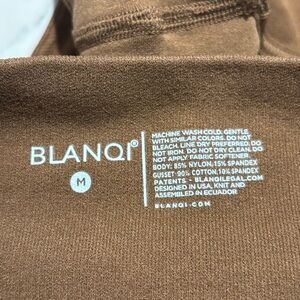 BLANQI®
M
MACHINE WASH COLD. GENTLE
WITH SIMILAR COLORS. DO NOT
BLEACH. LINE DRY PREFERRED. DO
NOT IRON. DO NOT DRY CLEAN. DO
NOT APPLY FABRIC SOFTENER.
BODY: 85% NYLON, 15% SPANDEX
GUSSET: 90% COTTON, 10% SPANDEX
PATENTS - BLANQILEGAL.COM
DESIGNED IN USA, KNIT AND
ASSEMBLED IN ECUADOR
BLANQI.COM